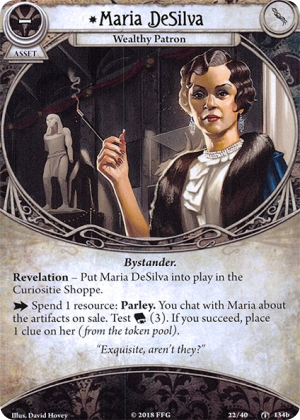 Maria DeSilva
Wealthy Patron
ASSET
Bystander.
Revelation – Put Maria DeSilva into play in the
Curiositie Shoppe.
Spend 1 resource: Parley. You chat with Maria about
the artifacts on sale. Test (3). If you succeed, place
1 clue on her (from the token pool).
“Exquisite, aren’t they?”
Illus. David Hovey
© 2018 FFG
22/40
134b